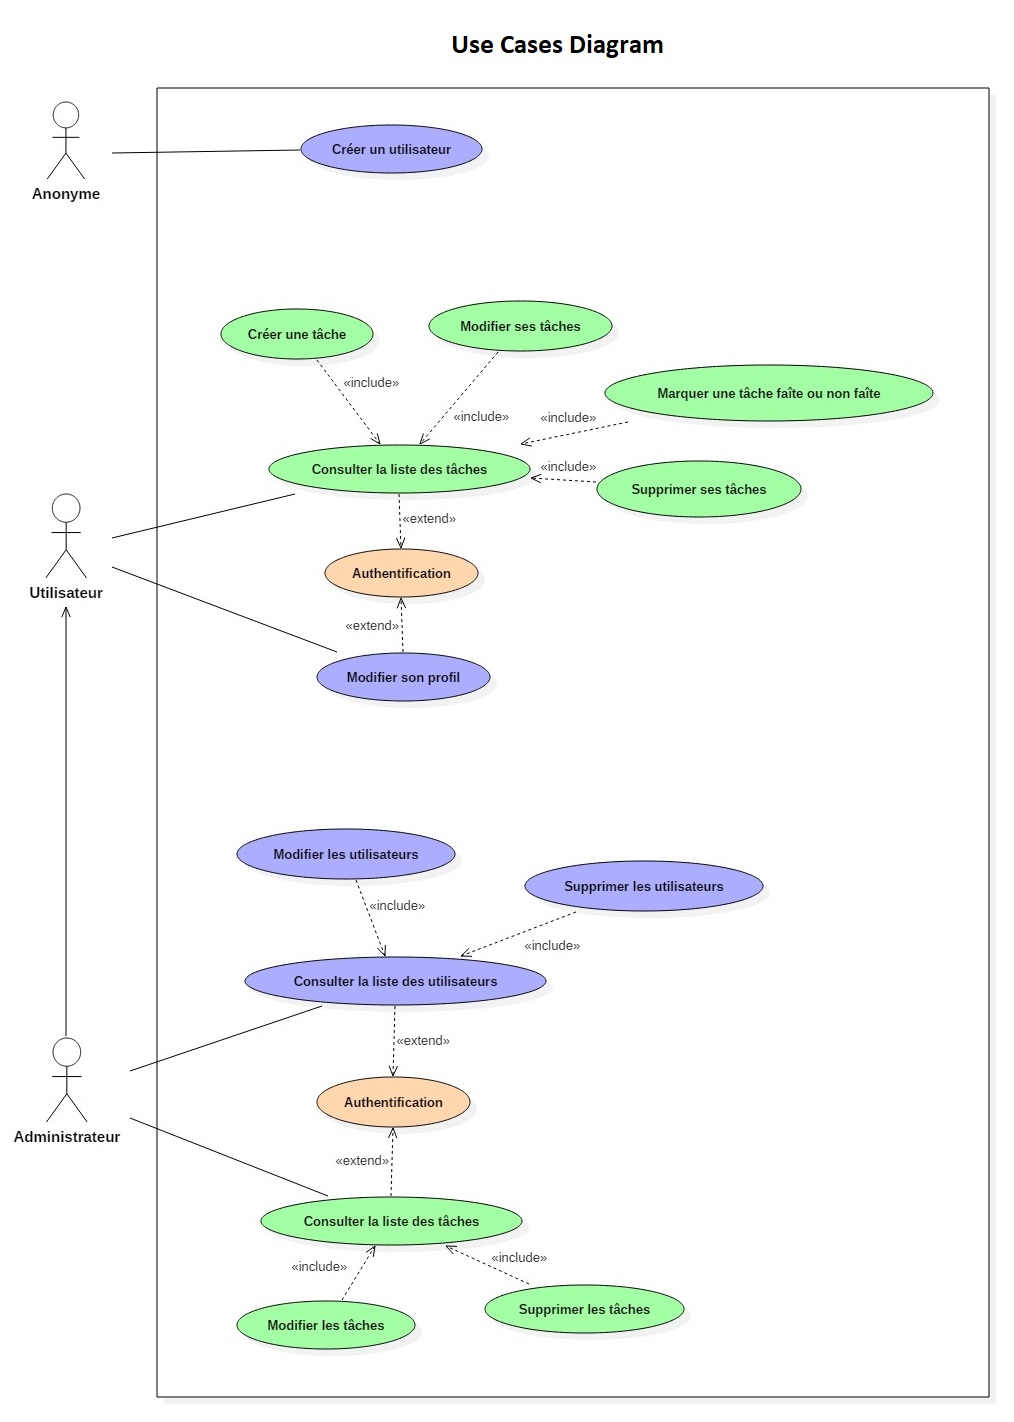 Use Cases Diagram
Anonyme
Créer un utilisateur
Créer une tâche
Modifier ses tâches
«include»
Marquer une tâche faîte ou non faîte
«include»
«include»
Consulter la liste des tâches
«include»
Supprimer ses tâches
«extend»
Utilisateur
Authentification
«extend»
Modifier son profil
Modifier les utilisateurs
Supprimer les utilisateurs
«include»
«include»
Consulter la liste des utilisateurs
«extend»
Authentification
Administrateur
«extend»
Consulter la liste des tâches
«include»
«include»
Supprimer les tâches
Modifier les tâches